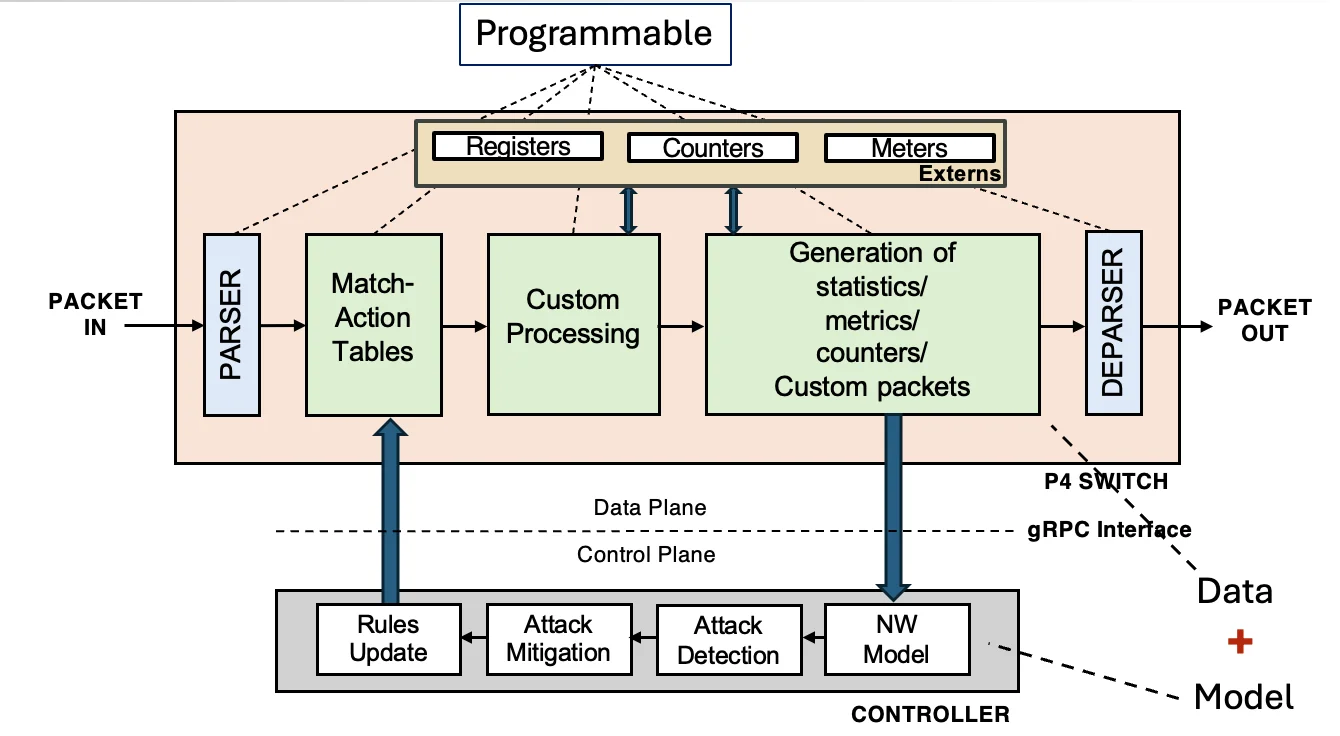 Programmable
Registers
Counters
Meters
Externs
PACKET
IN
PARSER
Match-
Action
Tables
Custom
Processing
Generation of
statistics/
metrics/
counters/
Custom packets
DEPARSER
PACKET
OUT
P4 SWITCH
Data Plane
gRPC Interface
Control Plane
Rules
Update
Attack
Mitigation
Attack
Detection
NW
Model
CONTROLLER
Data
+
Model